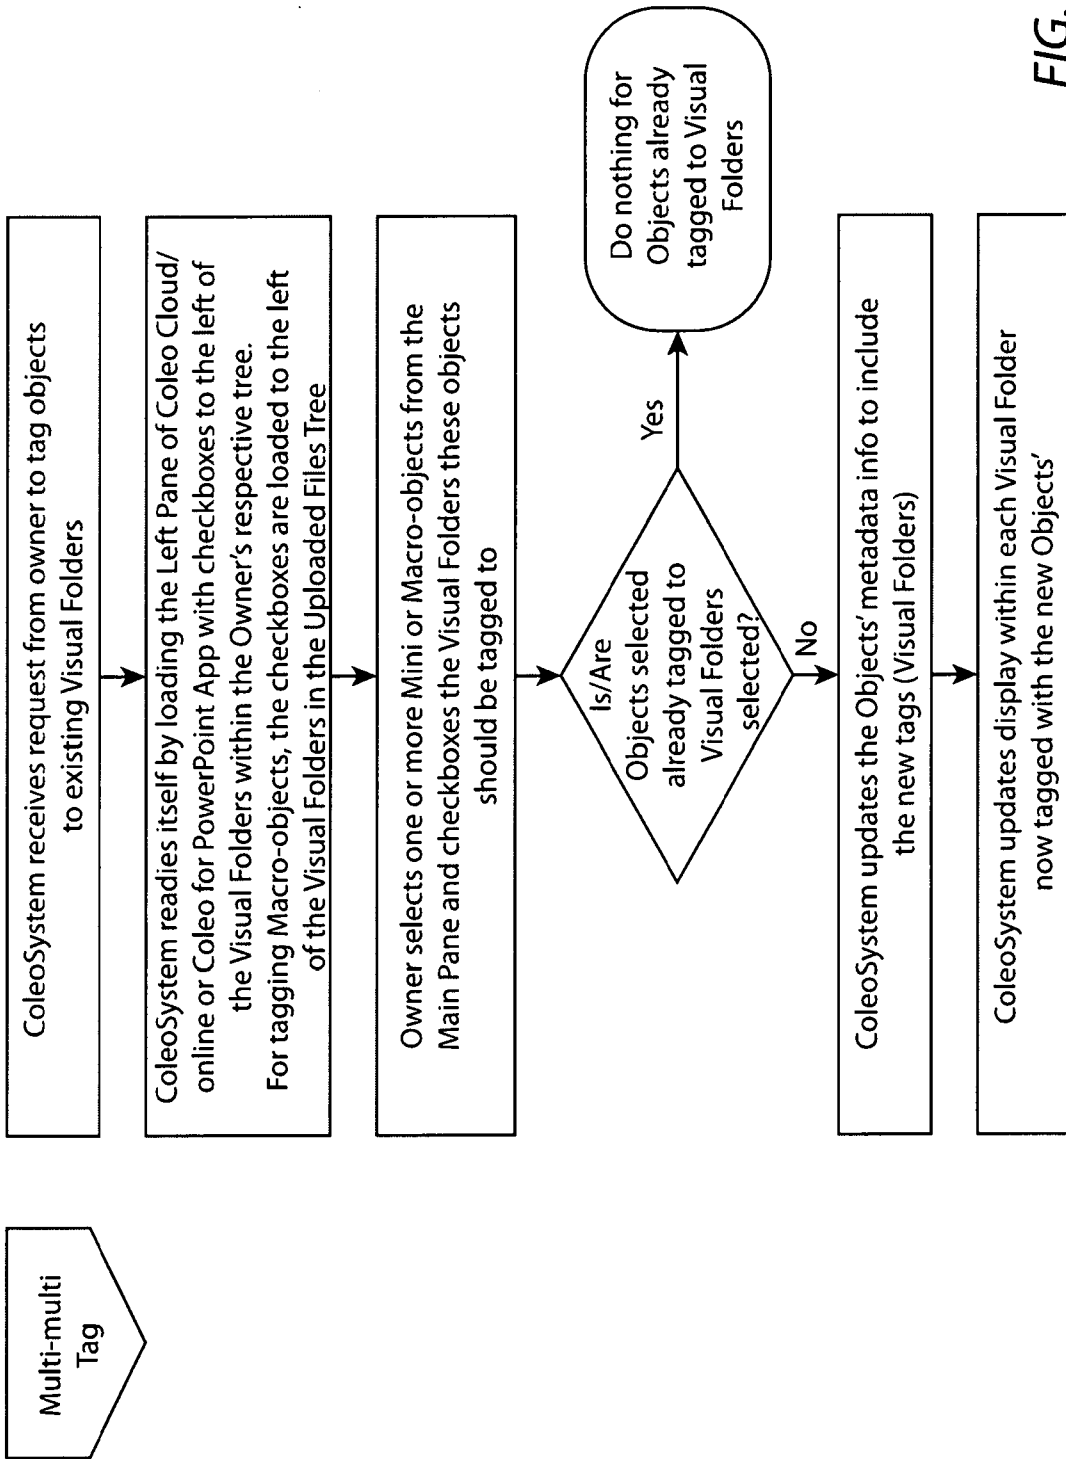 Multi-multi
Tag
ColeoSystem receives request from owner to tag objects
to existing Visual Folders
ColeoSystem readies itself by loading the Left Pane of Coleo Cloud/
online or Coleo for PowerPoint App with checkboxes to the left of
the Visual Folders within the Owner's respective tree.
For tagging Macro-objects, the checkboxes are loaded to the left
of the Visual Folders in the Uploaded Files Tree
Owner selects one or more Mini or Macro-objects from the
Main Pane and checkboxes the Visual Folders these objects
should be tagged to
Is/Are
Objects selected
already tagged to
Visual Folders
selected?
Yes
Do nothing for
Objects already
tagged to Visual
Folders
No
ColeoSystem updates the Objects' metadata info to include
the new tags (Visual Folders)
ColeoSystem updates display within each Visual Folder
now tagged with the new Objects'
FIG.